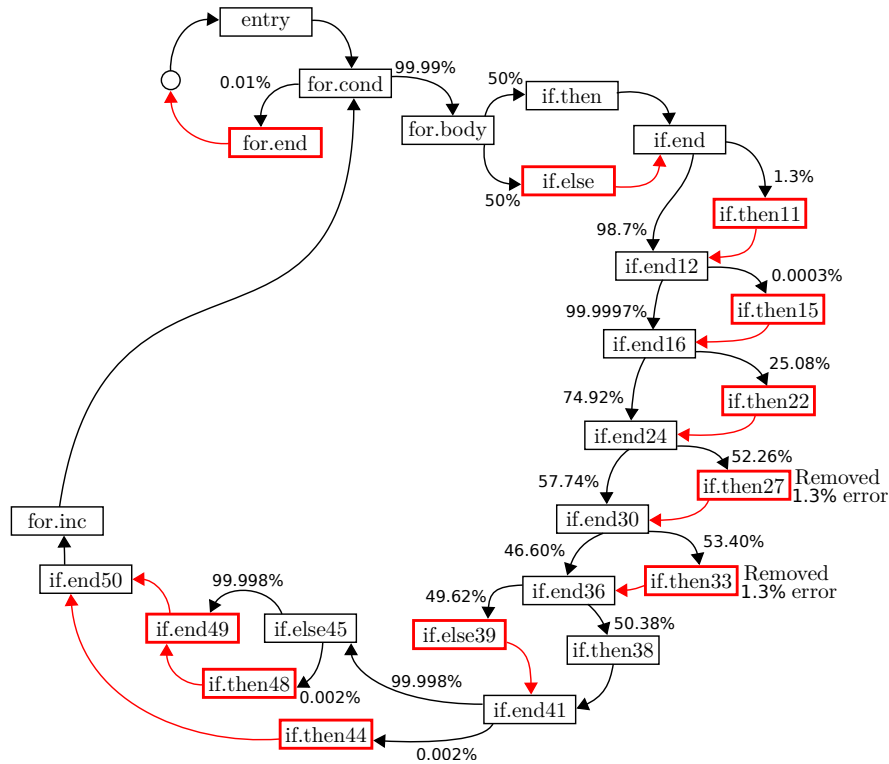 entry
0.01%
for.cond
99.99%
for.end
for.body
50%
if.then
50%
if.else
if.end
1.3%
if.then11
98.7%
if.end12
0.0003%
if.then15
99.9997%
if.end16
25.08%
if.then22
74.92%
if.end24
52.26%
if.then27
Removed
1.3% error
57.74%
if.end30
53.40%
if.then33
Removed
1.3% error
46.60%
if.end36
49.62%
if.else39
50.38%
if.then38
if.end41
99.998%
if.else45
0.002%
if.then44
99.998%
if.end49
0.002%
if.then48
if.end50
for.inc